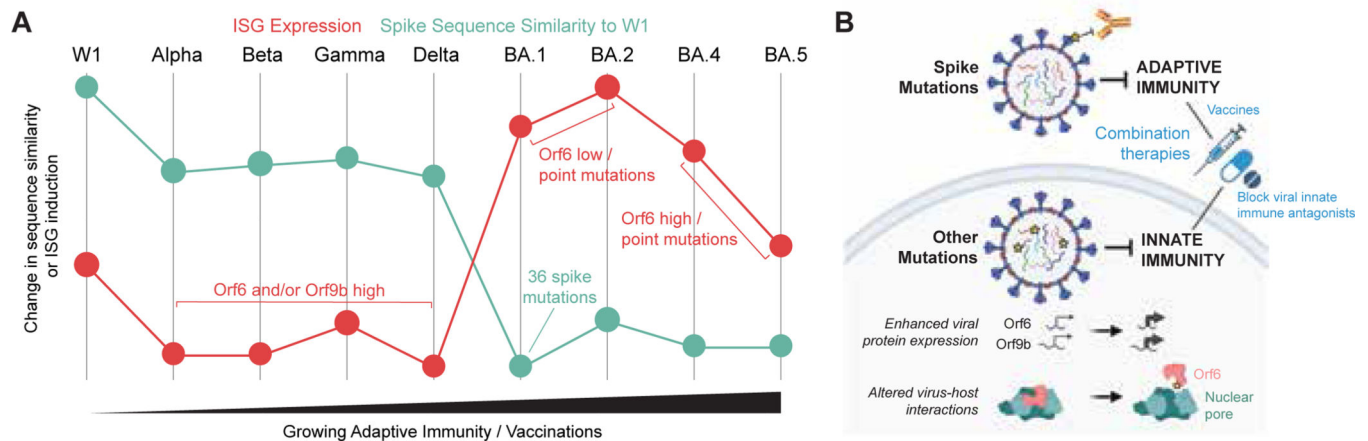 A
ISG Expression Spike Sequence Similarity to W1
W1 Alpha Beta Gamma Delta BA.1 BA.2 BA.4 BA.5
Change in sequence similarity
or ISG induction
Orf6 and/or Orf9b high
Orf6 low /
point mutations
Orf6 high /
point mutations
36 spike
mutations
Growing Adaptive Immunity / Vaccinations
B
Spike
Mutations
ADAPTIVE
IMMUNITY
Vaccines
Combination
therapies
Block viral innate
immune antagonists
Other
Mutations
INNATE
IMMUNITY
Enhanced viral
protein expression
Orf6
Orf9b
Altered virus-host
interactions
Orf6
Nuclear
pore